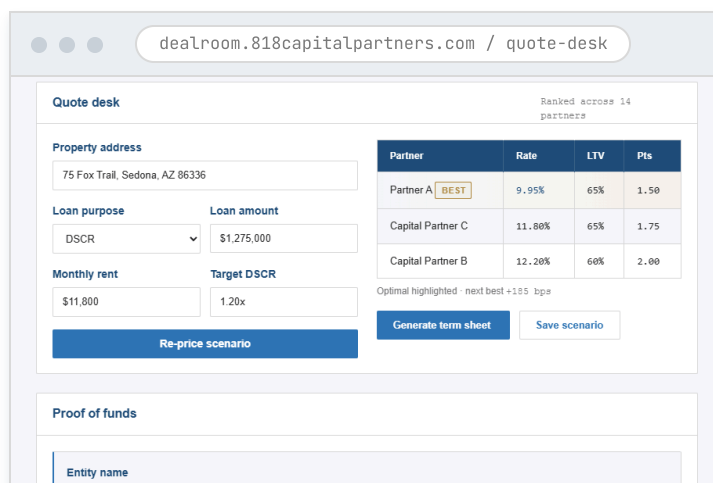 dealroom.818capitalpartners.com / quote-desk
Quote desk
Ranked across 14
partners
Property address
75 Fox Trail, Sedona, AZ 86336
Loan purpose
Loan amount
DSCR
$1,275,000
Monthly rent
Target DSCR
$11,800
1.20x
Re-price scenario
Partner Rate LTV Pts
Partner A BEST 9.95% 65% 1.50
Capital Partner C 11.80% 65% 1.75
Capital Partner B 12.20% 60% 2.00
Optimal highlighted · next best +185 bps
Generate term sheet
Save scenario
Proof of funds
Entity name